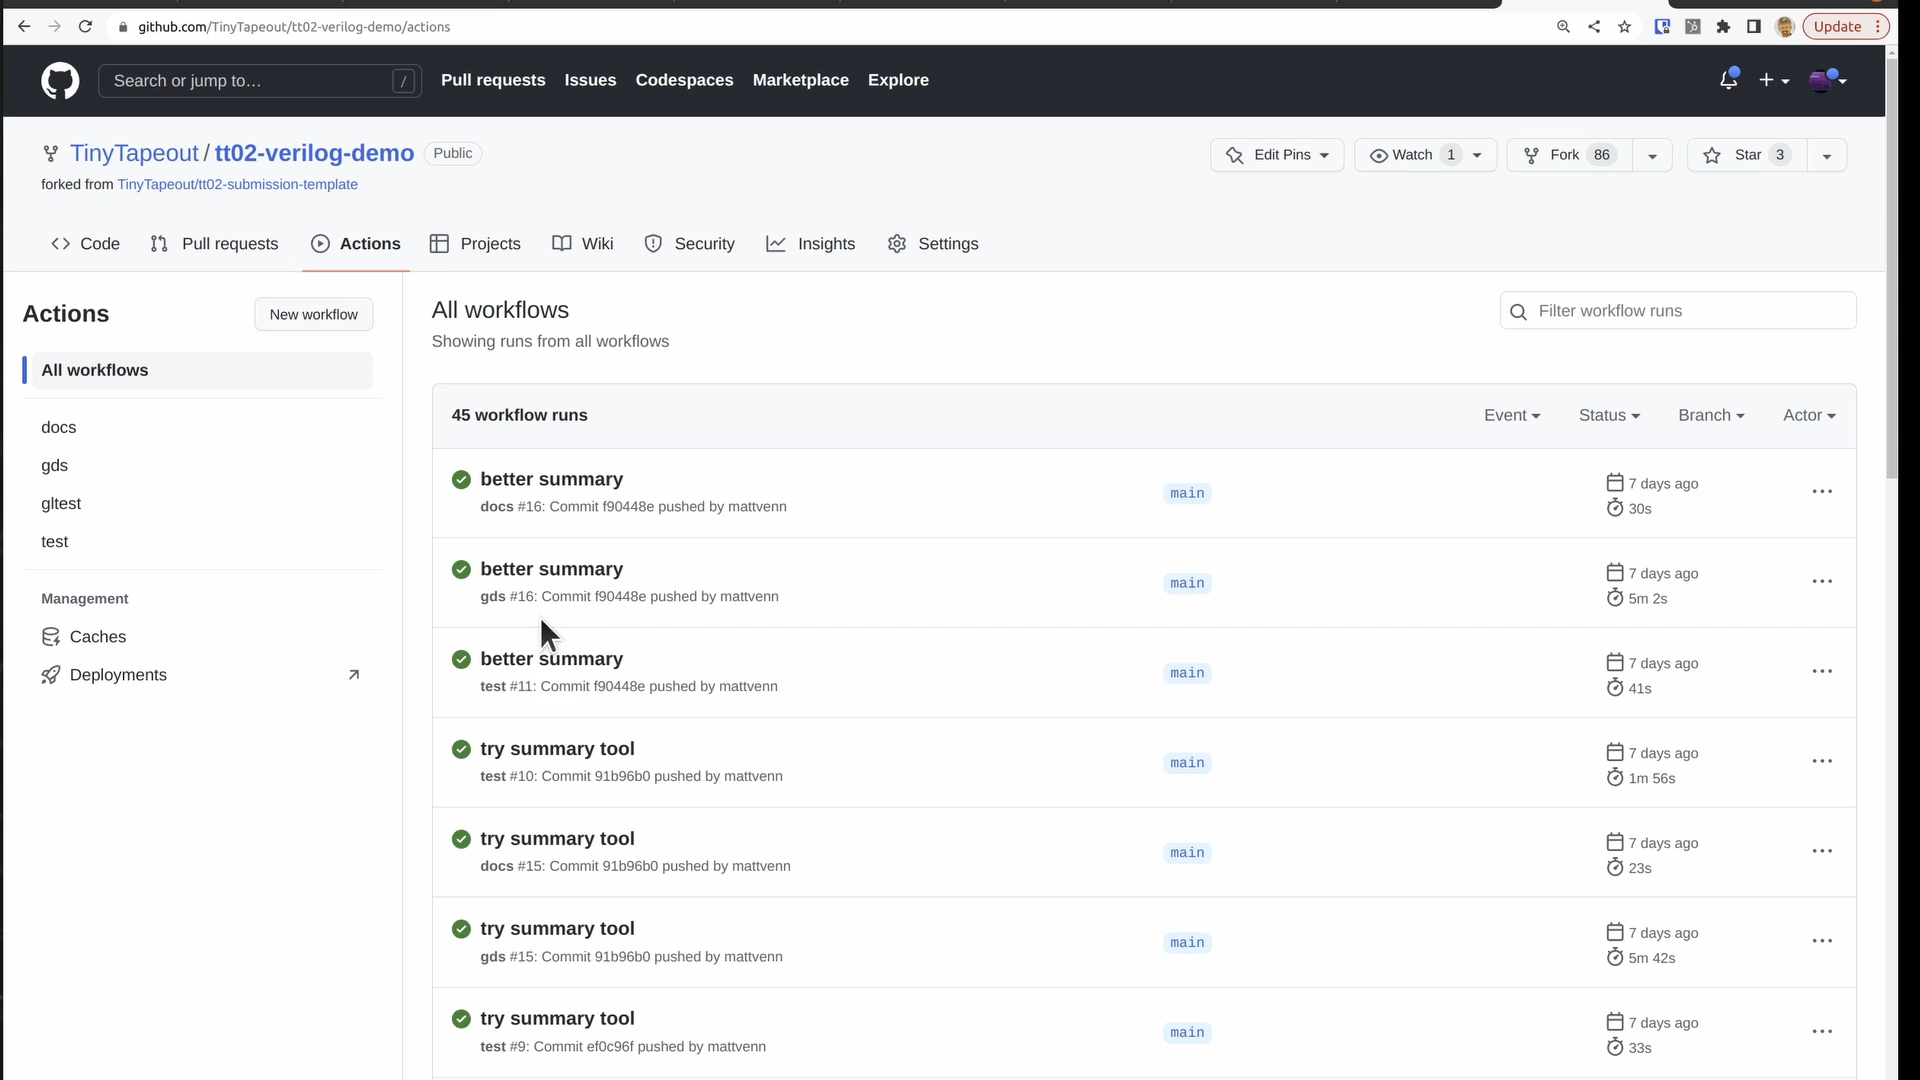 github.com/TinyTapeout/tt02-verilog-demo/actions
Update
Search or jump to… /
Pull requests Issues Codespaces Marketplace Explore
TinyTapeout / tt02-verilog-demo Public
Edit Pins Watch 1 Fork 86 Star 3
forked from TinyTapeout/tt02-submission-template
Code Pull requests Actions Projects Wiki Security Insights Settings
Actions
New workflow
All workflows
docs
gds
gltest
test
Management
Caches
Deployments
All workflows
Showing runs from all workflows
Filter workflow runs
45 workflow runs
Event Status Branch Actor
better summary
docs #16: Commit f90448e pushed by mattvenn
main
7 days ago
30s
better summary
gds #16: Commit f90448e pushed by mattvenn
main
7 days ago
5m 2s
better summary
test #11: Commit f90448e pushed by mattvenn
main
7 days ago
41s
try summary tool
test #10: Commit 91b96b0 pushed by mattvenn
main
7 days ago
1m 56s
try summary tool
docs #15: Commit 91b96b0 pushed by mattvenn
main
7 days ago
23s
try summary tool
gds #15: Commit 91b96b0 pushed by mattvenn
main
7 days ago
5m 42s
try summary tool
test #9: Commit ef0c96f pushed by mattvenn
main
7 days ago
33s